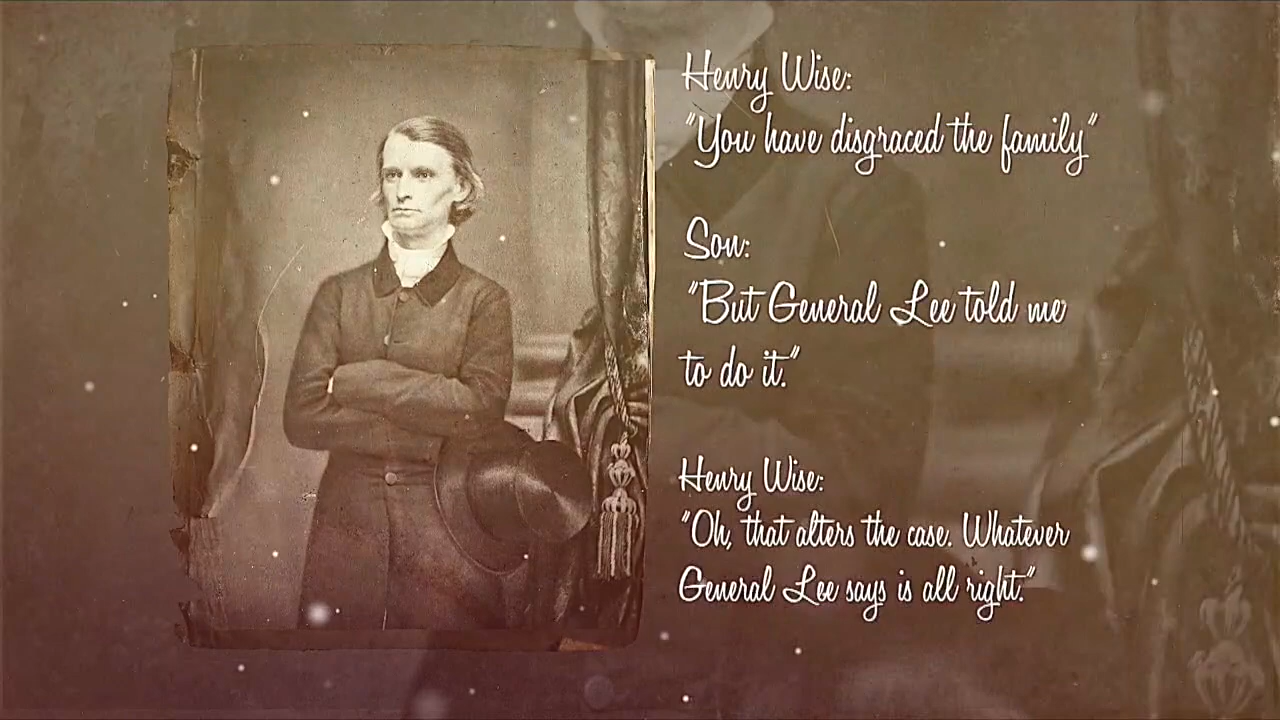 Henry Wise:
"You have disgraced the family"
Son:
"But General Lee told me
to do it."
Henry Wise:
"Oh, that alters the case. Whatever
General Lee says is all right."